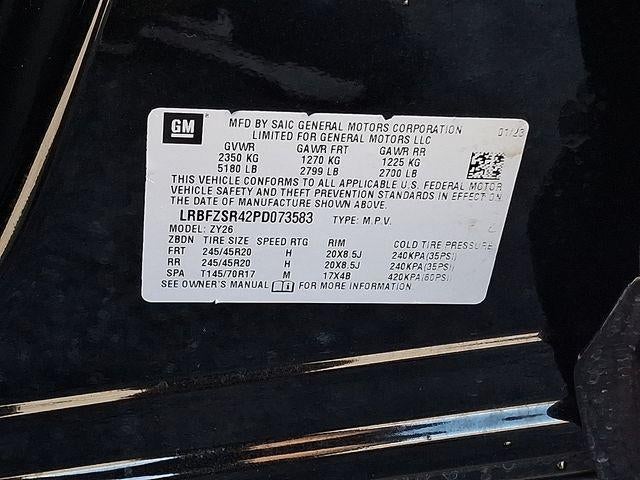 GM
MFD BY SAIC GENERAL MOTORS CORPORATION 01/23
LIMITED FOR GENERAL MOTORS LLC
GVWR GAWR FRT GAWR RR
2350 KG 1270 KG 1225 KG
5180 LB 2799 LB 2700 LB
THIS VEHICLE CONFORMS TO ALL APPLICABLE U.S. FEDERAL MOTOR
VEHICLE SAFETY AND THEFT PREVENTION STANDARDS IN EFFECT ON
THE DATE OF MANUFACTURE SHOWN ABOVE.
LRBFZSR42PD073583 TYPE: M.P.V.
MODEL: ZY26
ZBDN TIRE SIZE SPEED RTG RIM COLD TIRE PRESSURE
FRT 245/45R20 H 20X8.5J 240KPA(35PSI)
RR 245/45R20 H 20X8.5J 240KPA(35PSI)
SPA T145/70R17 M 17X4B 420KPA(60PSI)
SEE OWNER'S MANUAL FOR MORE INFORMATION